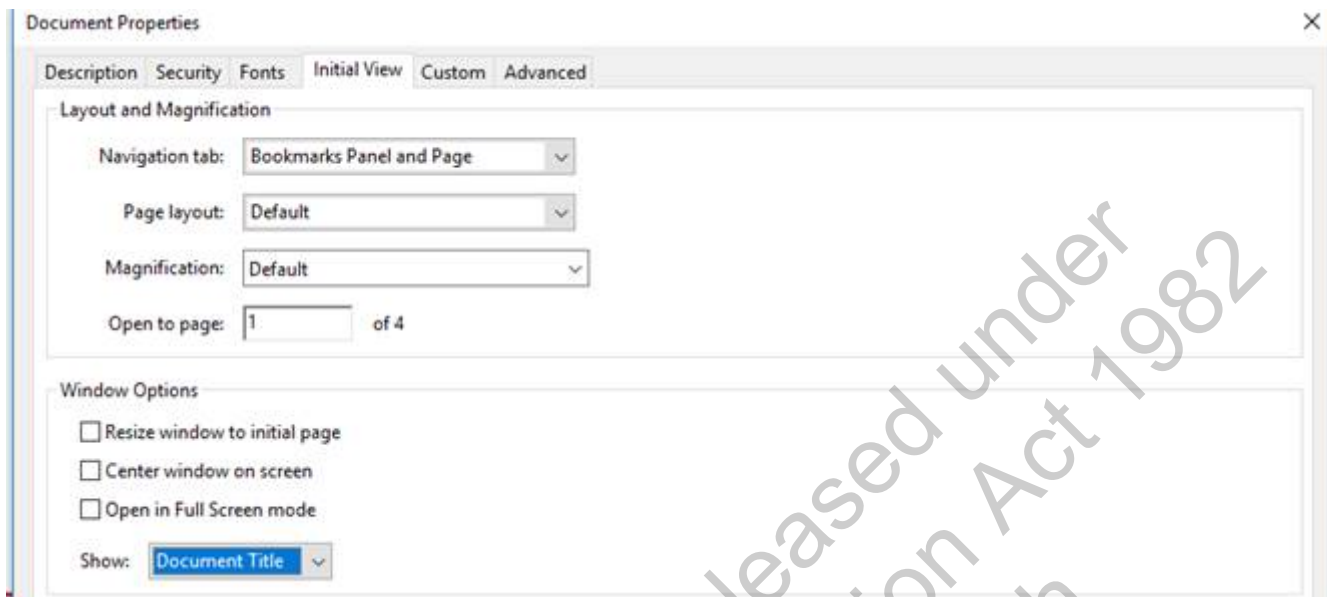 Document Properties
Description Security Fonts Initial View Custom Advanced
Layout and Magnification
Navigation tab: Bookmarks Panel and Page
Page layout: Default
Magnification: Default
Open to page: 1 of 4
Window Options
Resize window to initial page
Center window on screen
Open in Full Screen mode
Show: Document Title
under
Act 1982